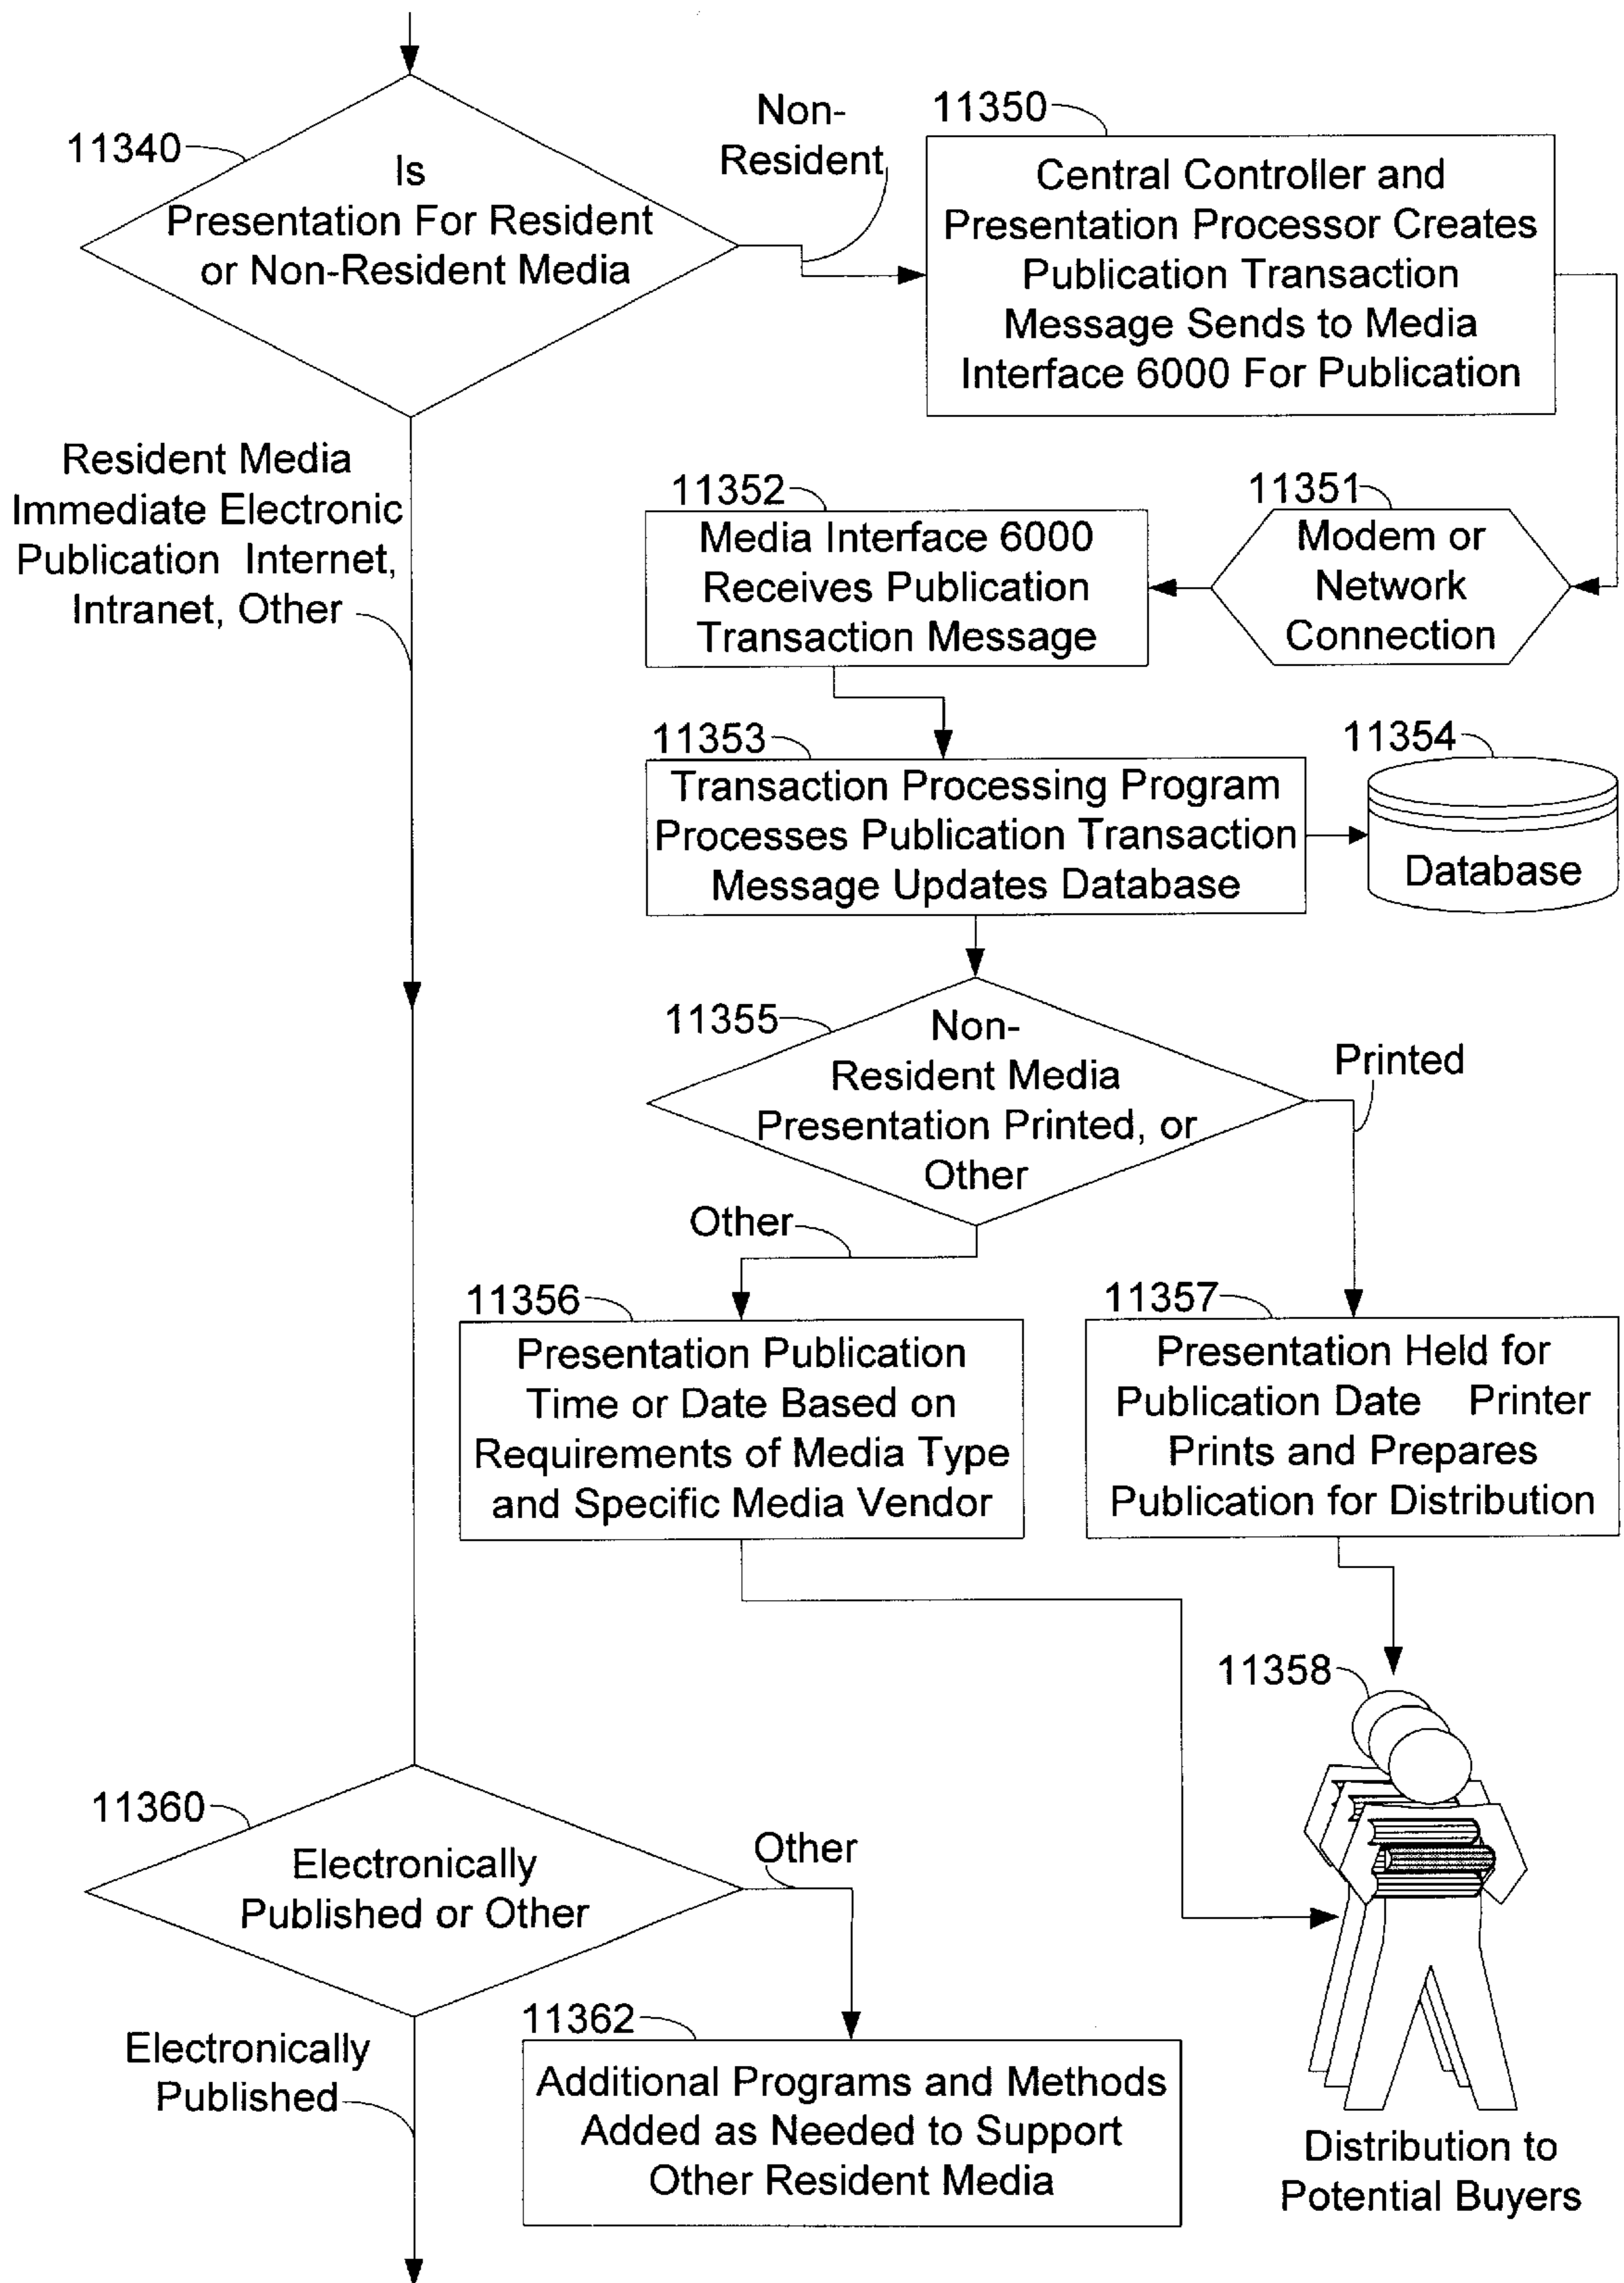 11340
Is
Presentation For Resident
or Non-Resident Media
Non-
Resident
11350
Central Controller and
Presentation Processor Creates
Publication Transaction
Message Sends to Media
Interface 6000 For Publication
Resident Media
Immediate Electronic
Publication Internet,
Intranet, Other
11351
Modem or
Network
Connection
11352
Media Interface 6000
Receives Publication
Transaction Message
11353
Transaction Processing Program
Processes Publication Transaction
Message Updates Database
11354
Database
11355
Non-
Resident Media
Presentation Printed, or
Other
Printed
Other
11356
Presentation Publication
Time or Date Based on
Requirements of Media Type
and Specific Media Vendor
11357
Presentation Held for
Publication Date Printer
Prints and Prepares
Publication for Distribution
11358
Distribution to
Potential Buyers
11360
Electronically
Published or Other
Other
Electronically
Published
11362
Additional Programs and Methods
Added as Needed to Support
Other Resident Media